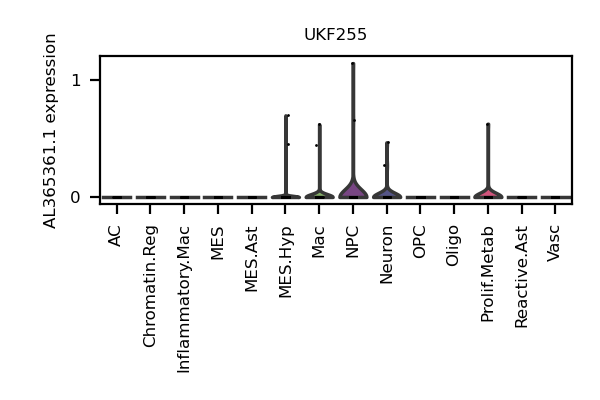 UKF255
AL365361.1 expression
1
0
AC
Chromatin.Reg
Inflammatory.Mac
MES
MES.Ast
MES.Hyp
Mac
NPC
Neuron
OPC
Oligo
Prolif.Metab
Reactive.Ast
Vasc